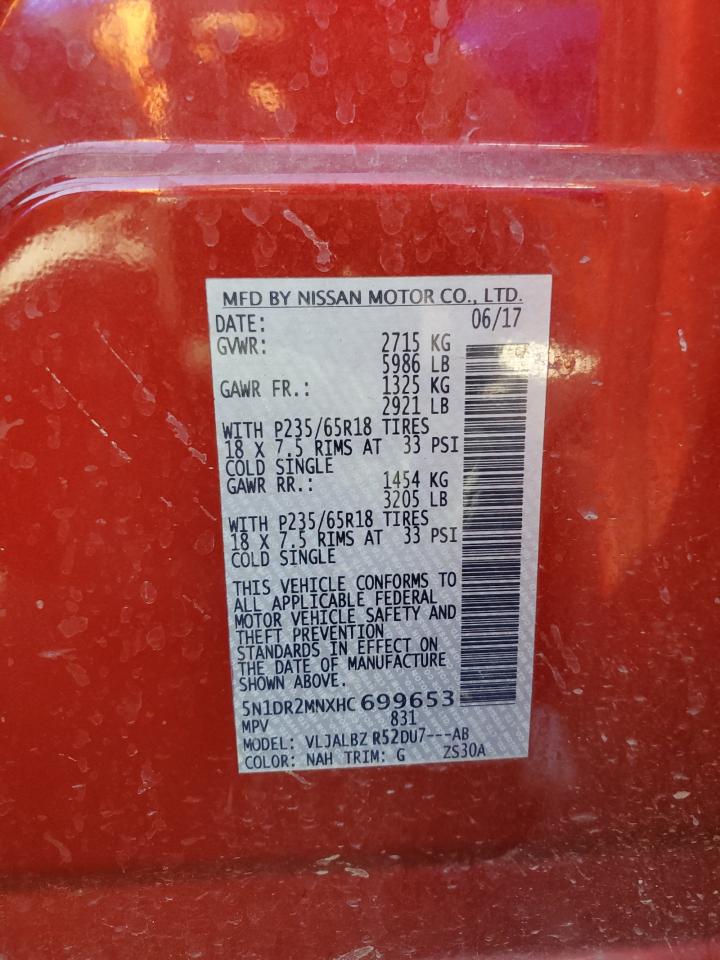 MFD BY NISSAN MOTOR CO., LTD.
DATE: 06/17
GVWR: 2715 KG
5986 LB
GAWR FR.: 1325 KG
2921 LB
WITH P235/65R18 TIRES
18 X 7.5 RIMS AT 33 PSI
COLD SINGLE
GAWR RR.: 1454 KG
3205 LB
WITH P235/65R18 TIRES
18 X 7.5 RIMS AT 33 PSI
COLD SINGLE
THIS VEHICLE CONFORMS TO
ALL APPLICABLE FEDERAL
MOTOR VEHICLE SAFETY AND
THEFT PREVENTION
STANDARDS IN EFFECT ON
THE DATE OF MANUFACTURE
SHOWN ABOVE.
5N1DR2MNXHC699653
MPV 831
MODEL: VLJALBZ R52DU7---AB
COLOR: NAH TRIM: G ZS30A